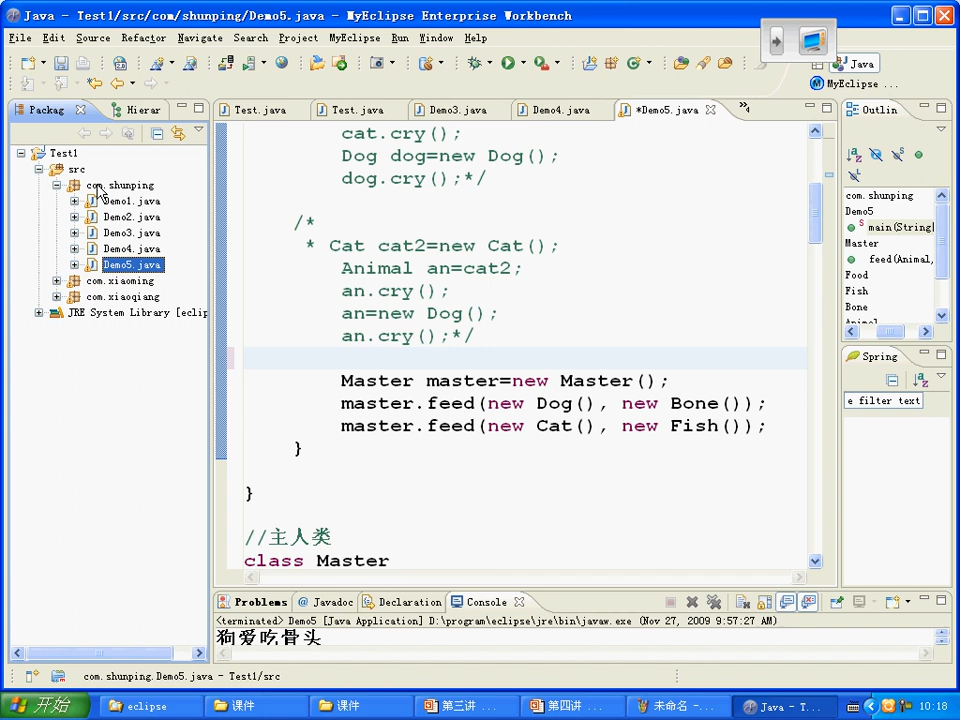 Java - Test1/src/com/shunping/Demo5.java - MyEclipse Enterprise Workbench
File Edit Source Refactor Navigate Search Project MyEclipse Run Window Help
Java
MyEclipse ...
Packag Hierar
Test.java Test.java Demo3.java Demo4.java *Demo5.java
Outlin
Test1
src
com.shunping
Demo1.java
Demo2.java
Demo3.java
Demo4.java
Demo5.java
com.xiaoming
com.xiaoqiang
JRE System Library [eclip
cat.cry();
Dog dog=new Dog();
dog.cry();*/
/*
* Cat cat2=new Cat();
Animal an=cat2;
an.cry();
an=new Dog();
an.cry();*/
Master master=new Master();
master.feed(new Dog(), new Bone());
master.feed(new Cat(), new Fish());
}
}
//主人类
class Master
com.shunping
Demo5
main(String
Master
feed(Animal,
Food
Fish
Bone
Animal
Spring
e filter text
Problems Javadoc Declaration Console
<terminated> Demo5 [Java Application] D:\program\eclipse\jre\bin\javaw.exe (Nov 27, 2009 9:57:27 AM)
狗爱吃骨头
com.shunping.Demo5.java - Test1/src
开始 eclipse 课件 课件 第三讲 ... 第四讲 ... 未命名 -... Java - T... 10:18